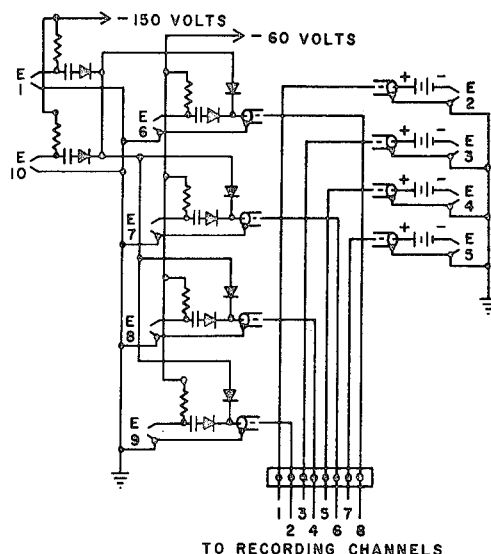 -150 VOLTS
-60 VOLTS
E
1
E
10
E
6
E
7
E
8
E
9
+ -
E
2
+ -
E
3
+ -
E
4
+ -
E
5
1 2 3 4 5 6 7 8
TO RECORDING CHANNELS